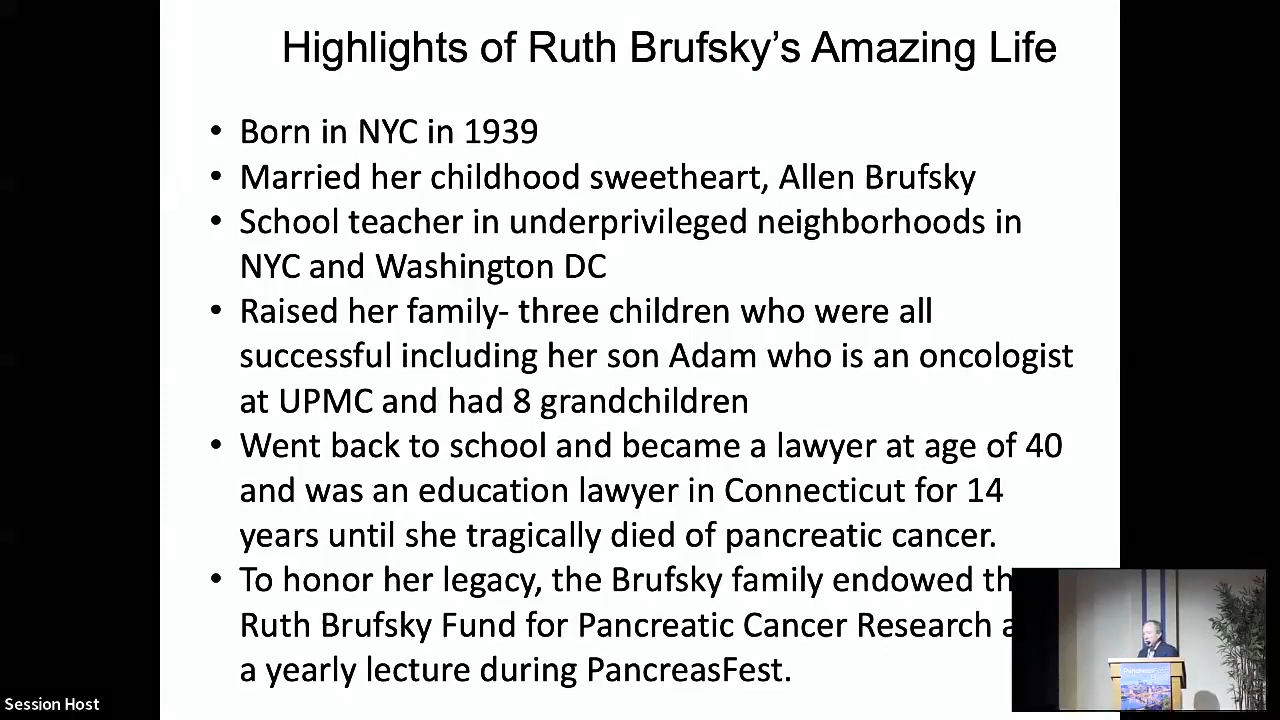 Highlights of Ruth Brufsky's Amazing Life
• Born in NYC in 1939
• Married her childhood sweetheart, Allen Brufsky
• School teacher in underprivileged neighborhoods in
NYC and Washington DC
• Raised her family- three children who were all
successful including her son Adam who is an oncologist
at UPMC and had 8 grandchildren
• Went back to school and became a lawyer at age of 40
and was an education lawyer in Connecticut for 14
years until she tragically died of pancreatic cancer.
• To honor her legacy, the Brufsky family endowed th
Ruth Brufsky Fund for Pancreatic Cancer Research a
a yearly lecture during PancreasFest.
PancreasFest
Session Host